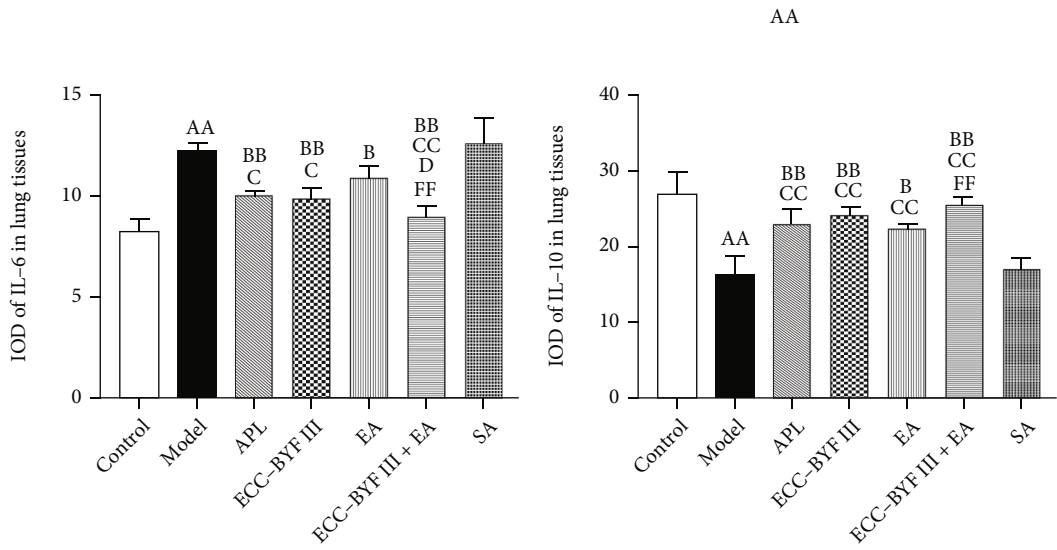 AA
IOD of IL–6 in lung tissues
15
10
5
0
AA
BB
C
BB
C
B
BB
CC
D
FF
Control
Model
APL
ECC–BYF III
EA
ECC–BYF III + EA
SA
IOD of IL–10 in lung tissues
40
30
20
10
0
AA
BB
CC
BB
CC
B
CC
BB
CC
FF
Control
Model
APL
ECC–BYF III
EA
ECC–BYF III + EA
SA